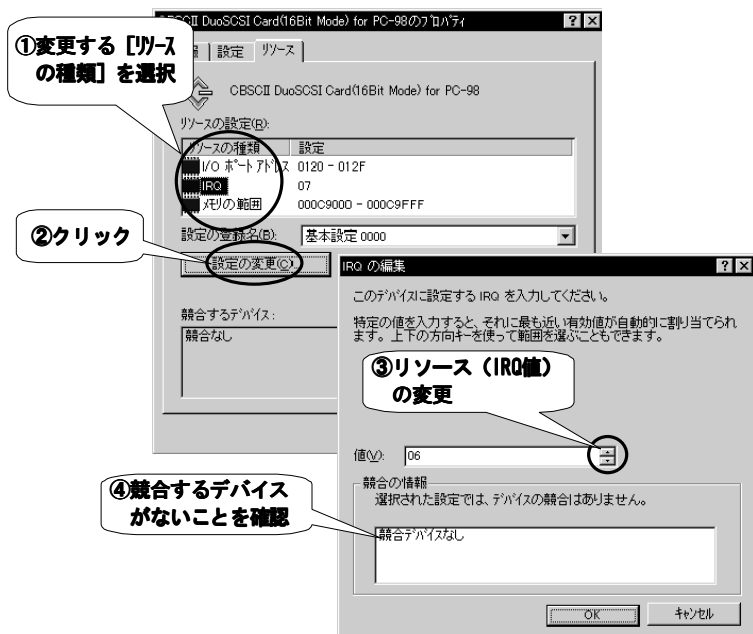 CBSCII DuoSCSI Card(16Bit Mode) for PC-98のプロパティ
①変更する［リソース
の種類］を選択
設定
リソース
CBSCII DuoSCSI Card(16Bit Mode) for PC-98
リソースの設定(R):
リソースの種類 設定
I/O ポート アドレス 0120 - 012F
IRQ 07
メモリの範囲 000C9000 - 000C9FFF
②クリック
設定の登録名(B): 基本設定 0000
設定の変更(C)
競合するデバイス:
競合なし
IRQ の編集
このデバイスに設定する IRQ を入力してください。
特定の値を入力すると、それに最も近い有効値が自動的に割り当てられ
ます。上下の方向キーを使って範囲を選ぶこともできます。
③リソース（IRQ値）
の変更
値(V): 06
競合の情報
選択された設定では、デバイスの競合はありません。
④競合するデバイス
がないことを確認
競合デバイスなし
OK キャンセル